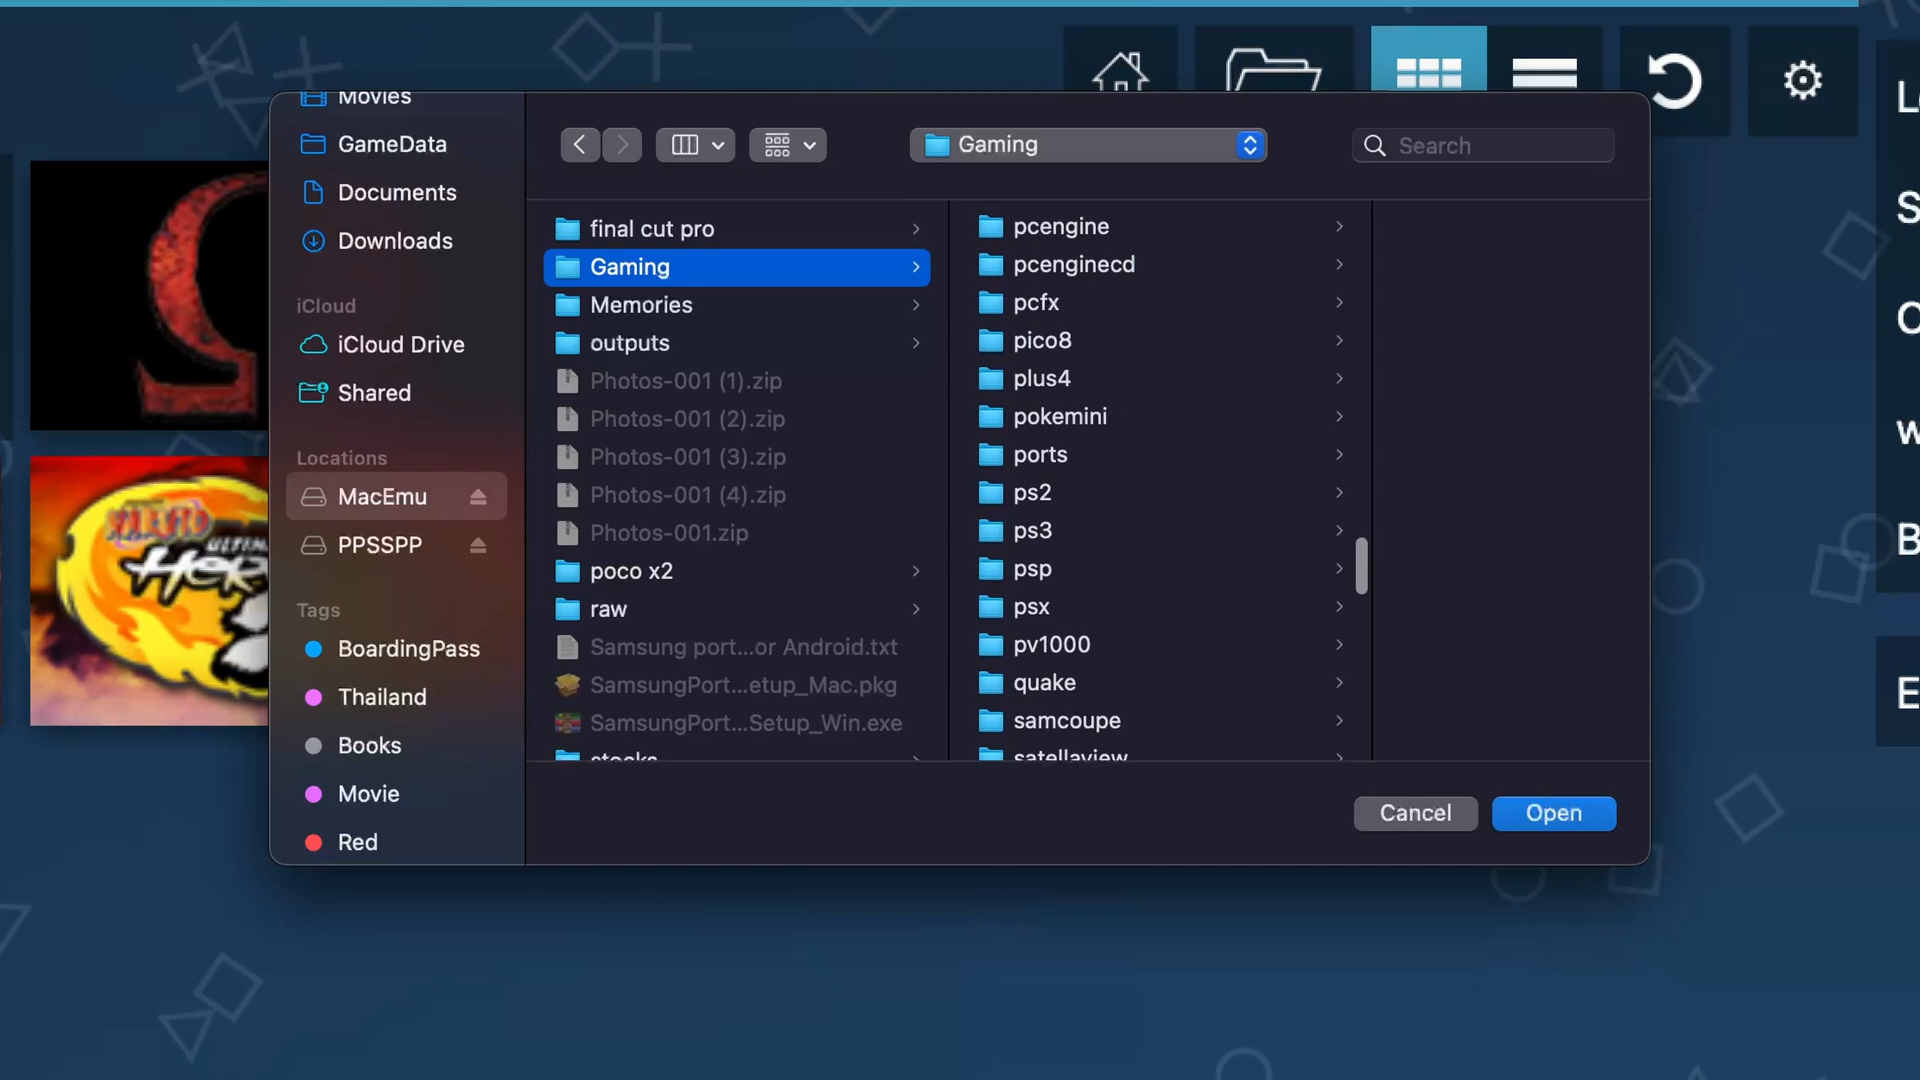 Movies
GameData
Documents
Downloads
iCloud
iCloud Drive
Shared
Locations
MacEmu
PPSSPP
Tags
BoardingPass
Thailand
Books
Movie
Red
Gaming
Search
final cut pro
Gaming
Memories
outputs
Photos-001 (1).zip
Photos-001 (2).zip
Photos-001 (3).zip
Photos-001 (4).zip
Photos-001.zip
poco x2
raw
Samsung port...or Android.txt
SamsungPort...etup_Mac.pkg
SamsungPort...Setup_Win.exe
stocks
pcengine
pcenginecd
pcfx
pico8
plus4
pokemini
ports
ps2
ps3
psp
psx
pv1000
quake
samcoupe
satellaview
Cancel
Open
NARUTO